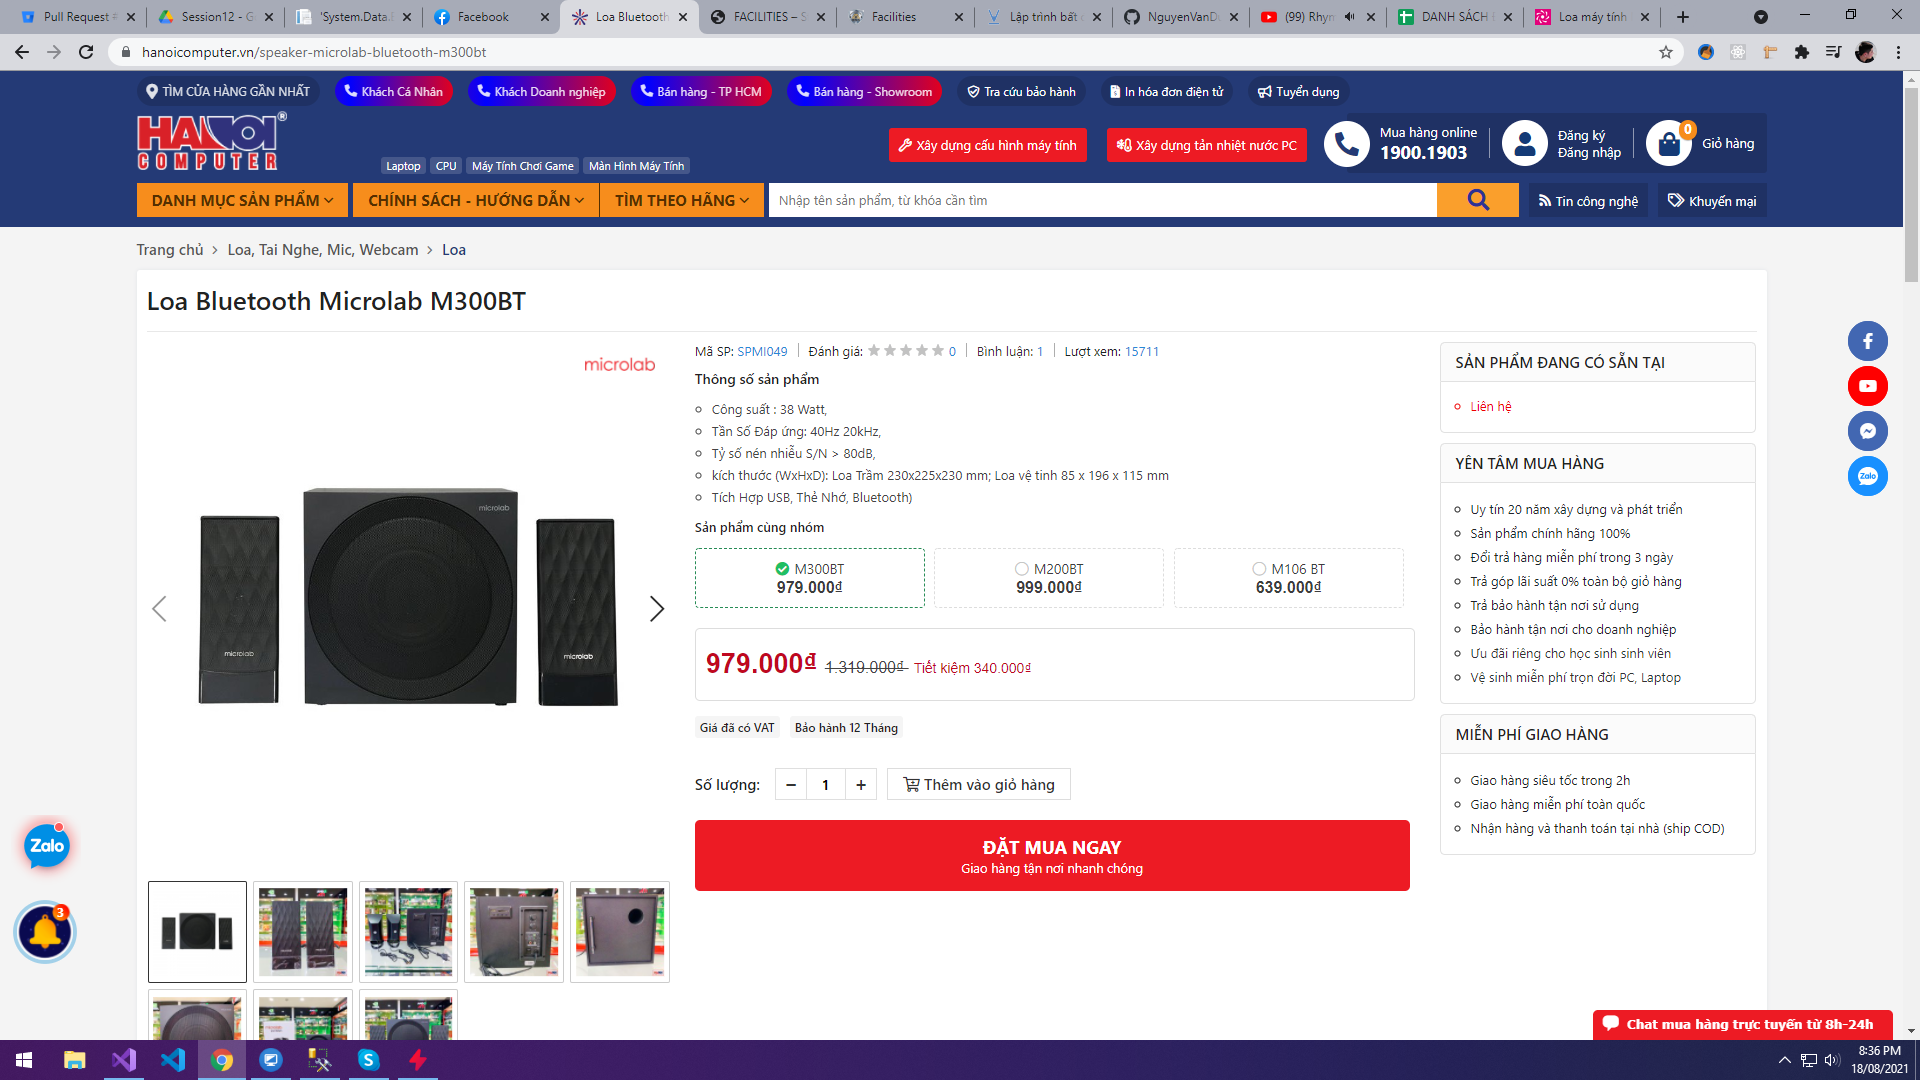 Pull Request #
Session12 - G
'System.Data.E
Facebook
Loa Bluetooth
FACILITIES – S
Facilities
Lập trình bất
NguyenVanD
(99) Rhyn
DANH SÁCH
Loa máy tính
hanoicomputer.vn/speaker-microlab-bluetooth-m300bt
TÌM CỬA HÀNG GẦN NHẤT
Khách Cá Nhân
Khách Doanh nghiệp
Bán hàng - TP HCM
Bán hàng - Showroom
Tra cứu bảo hành
In hóa đơn điện tử
Tuyển dụng
HANOI®
COMPUTER
Laptop
CPU
Máy Tính Chơi Game
Màn Hình Máy Tính
Xây dựng cấu hình máy tính
Xây dựng tản nhiệt nước PC
Mua hàng online
1900.1903
Đăng ký
Đăng nhập
0
Giỏ hàng
DANH MỤC SẢN PHẨM
CHÍNH SÁCH - HƯỚNG DẪN
TÌM THEO HÃNG
Nhập tên sản phẩm, từ khóa cần tìm
Tin công nghệ
Khuyến mại
Trang chủ > Loa, Tai Nghe, Mic, Webcam > Loa
Loa Bluetooth Microlab M300BT
microlab
microlab
microlab
microlab
Mã SP: SPMI049
Đánh giá: 0
Bình luận: 1
Lượt xem: 15711
Thông số sản phẩm
Công suất : 38 Watt,
Tần Số Đáp ứng: 40Hz 20kHz,
Tỷ số nén nhiễu S/N > 80dB,
kích thước (WxHxD): Loa Trầm 230x225x230 mm; Loa vệ tinh 85 x 196 x 115 mm
Tích Hợp USB, Thẻ Nhớ, Bluetooth)
Sản phẩm cùng nhóm
M300BT
979.000₫
M200BT
999.000₫
M106 BT
639.000₫
979.000₫ 1.319.000₫ Tiết kiệm 340.000₫
Giá đã có VAT
Bảo hành 12 Tháng
Số lượng:
− 1 +
Thêm vào giỏ hàng
ĐẶT MUA NGAY
Giao hàng tận nơi nhanh chóng
SẢN PHẨM ĐANG CÓ SẴN TẠI
Liên hệ
YÊN TÂM MUA HÀNG
Uy tín 20 năm xây dựng và phát triển
Sản phẩm chính hãng 100%
Đổi trả hàng miễn phí trong 3 ngày
Trả góp lãi suất 0% toàn bộ giỏ hàng
Trả bảo hành tận nơi sử dụng
Bảo hành tận nơi cho doanh nghiệp
Ưu đãi riêng cho học sinh sinh viên
Vệ sinh miễn phí trọn đời PC, Laptop
MIỄN PHÍ GIAO HÀNG
Giao hàng siêu tốc trong 2h
Giao hàng miễn phí toàn quốc
Nhận hàng và thanh toán tại nhà (ship COD)
Zalo
Zalo
3
Chat mua hàng trực tuyến từ 8h-24h
8:36 PM
18/08/2021